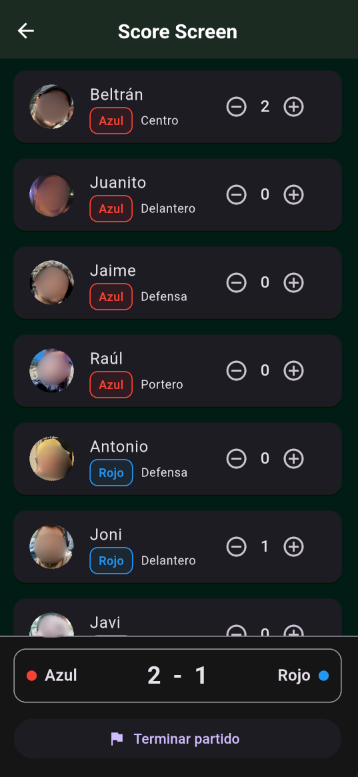 Score Screen
Beltrán
2
Azul Centro
Juanito
0
Azul Delantero
Jaime
0
Azul Defensa
Raúl
0
Azul Portero
Antonio
0
Rojo Defensa
Joni
1
Rojo Delantero
Javi
0
Azul 2 - 1 Rojo
Terminar partido